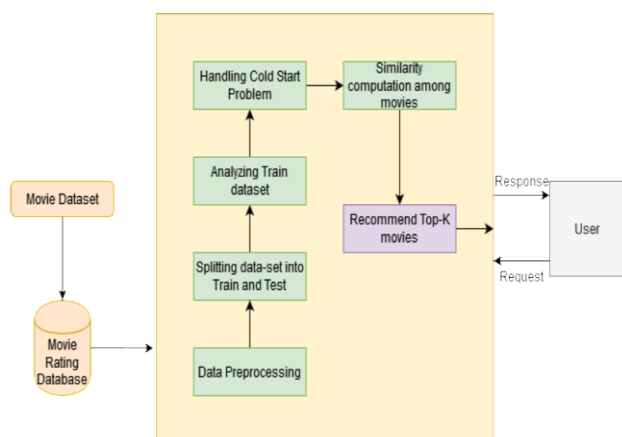 Movie Dataset
Movie
Rating
Database
Handling Cold Start
Problem
Analyzing Train
dataset
Splitting data-set into
Train and Test
Data Preprocessing
Similarity
computation among
movies
Recommend Top-K
movies
Response
Request
User